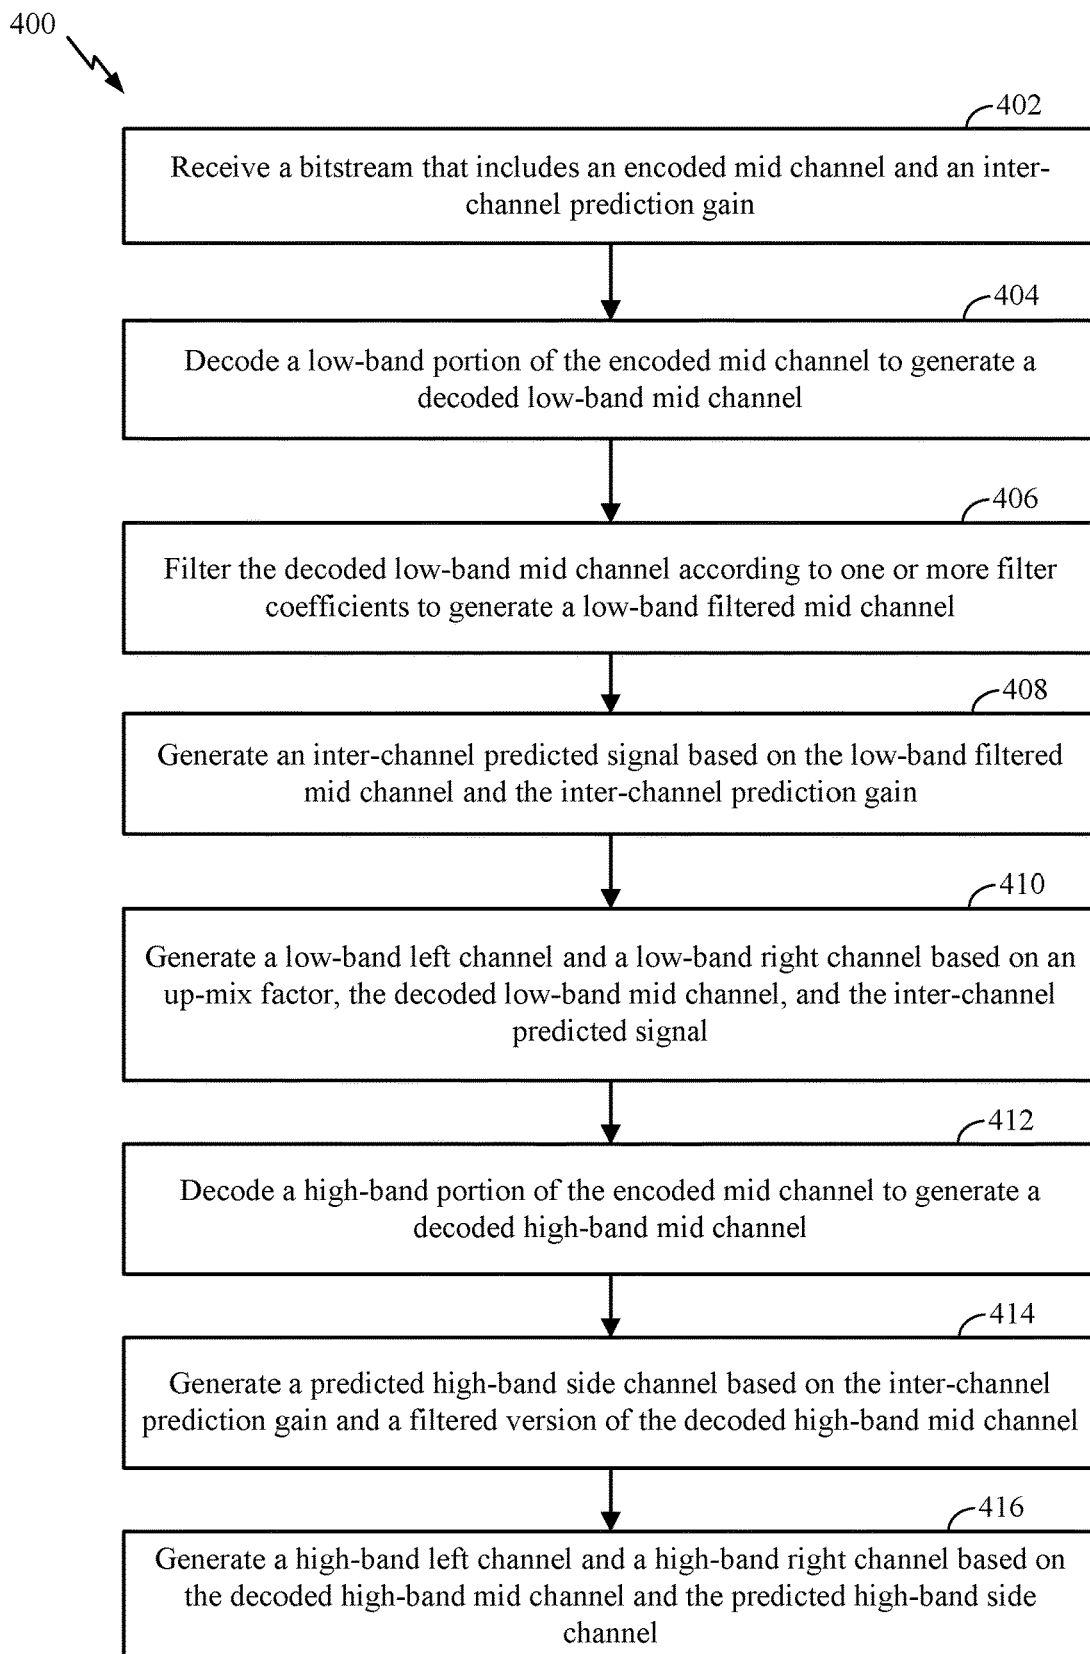 400
402
Receive a bitstream that includes an encoded mid channel and an inter-
channel prediction gain
404
Decode a low-band portion of the encoded mid channel to generate a
decoded low-band mid channel
406
Filter the decoded low-band mid channel according to one or more filter
coefficients to generate a low-band filtered mid channel
408
Generate an inter-channel predicted signal based on the low-band filtered
mid channel and the inter-channel prediction gain
410
Generate a low-band left channel and a low-band right channel based on an
up-mix factor, the decoded low-band mid channel, and the inter-channel
predicted signal
412
Decode a high-band portion of the encoded mid channel to generate a
decoded high-band mid channel
414
Generate a predicted high-band side channel based on the inter-channel
prediction gain and a filtered version of the decoded high-band mid channel
416
Generate a high-band left channel and a high-band right channel based on
the decoded high-band mid channel and the predicted high-band side
channel